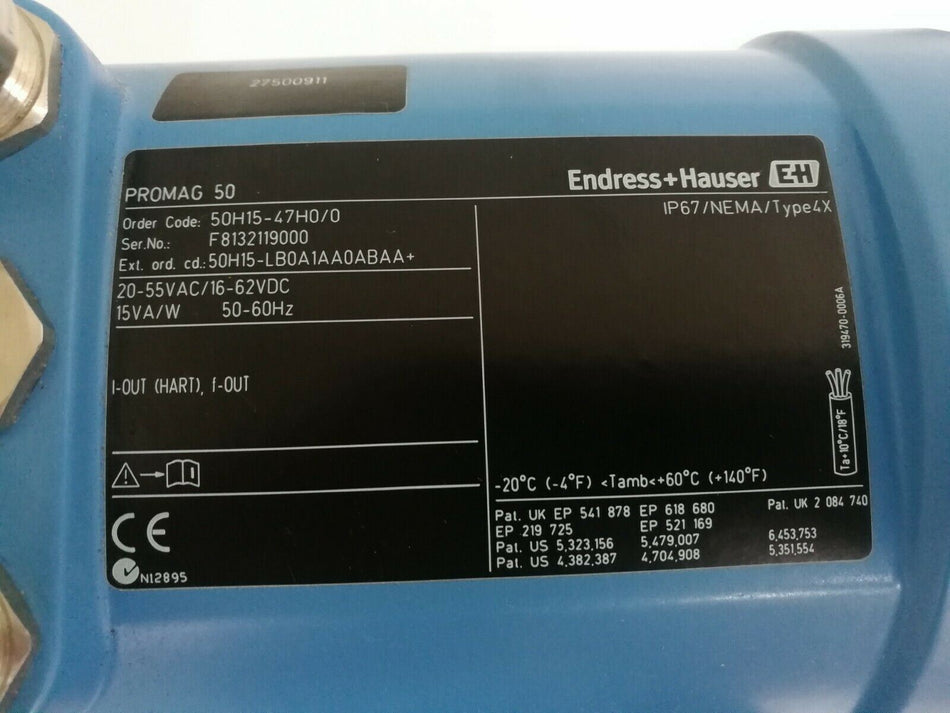 27500911
PROMAG 50
Endress+Hauser EH
IP67/NEMA/Type4X
Order Code: 50H15-47H0/0
Ser.No.: F8132119000
Ext. ord. cd.: 50H15-LB0A1AA0ABAA+
20-55VAC/16-62VDC
15VA/W 50-60Hz
I-OUT (HART), f-OUT
319470-0006A
Ta+10°C/18°F
-20°C (-4°F) <Tamb<+60°C (+140°F)
Pat. UK EP 541 878 EP 618 680 Pat. UK 2 084 740
EP 219 725 EP 521 169
Pat. US 5,323,156 5,479,007 6,453,753
Pat. US 4,382,387 4,704,908 5,351,554
CE
N12895